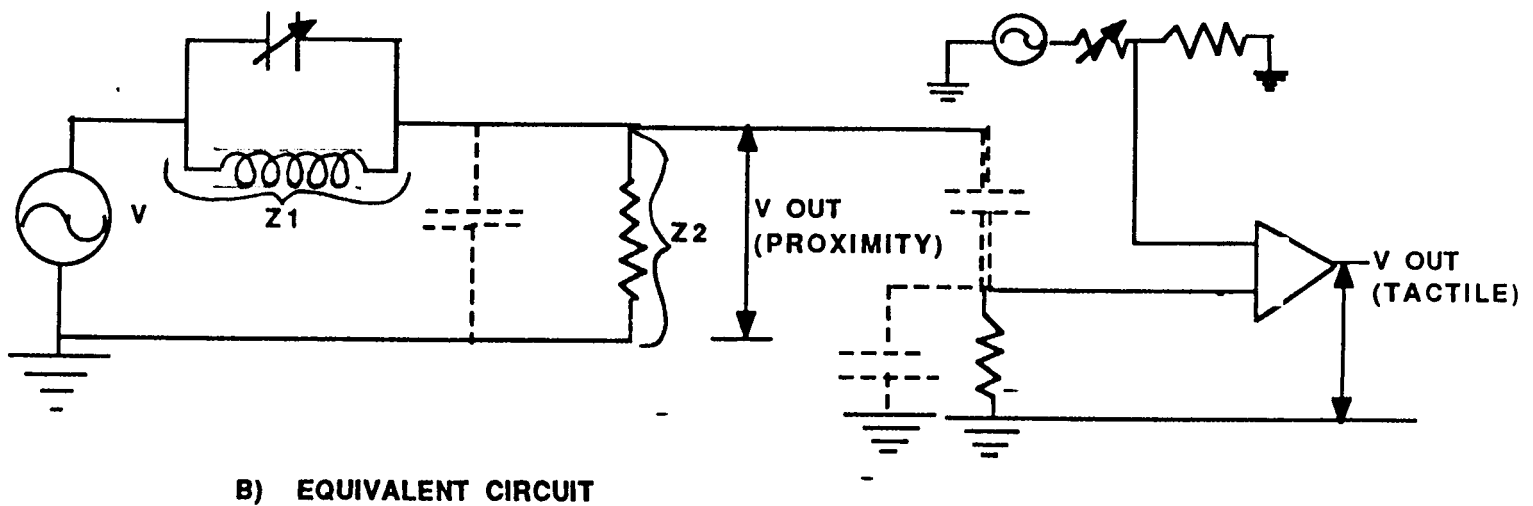 V
Z1
Z2
V OUT
(PROXIMITY)
V OUT
(TACTILE)
B) EQUIVALENT CIRCUIT